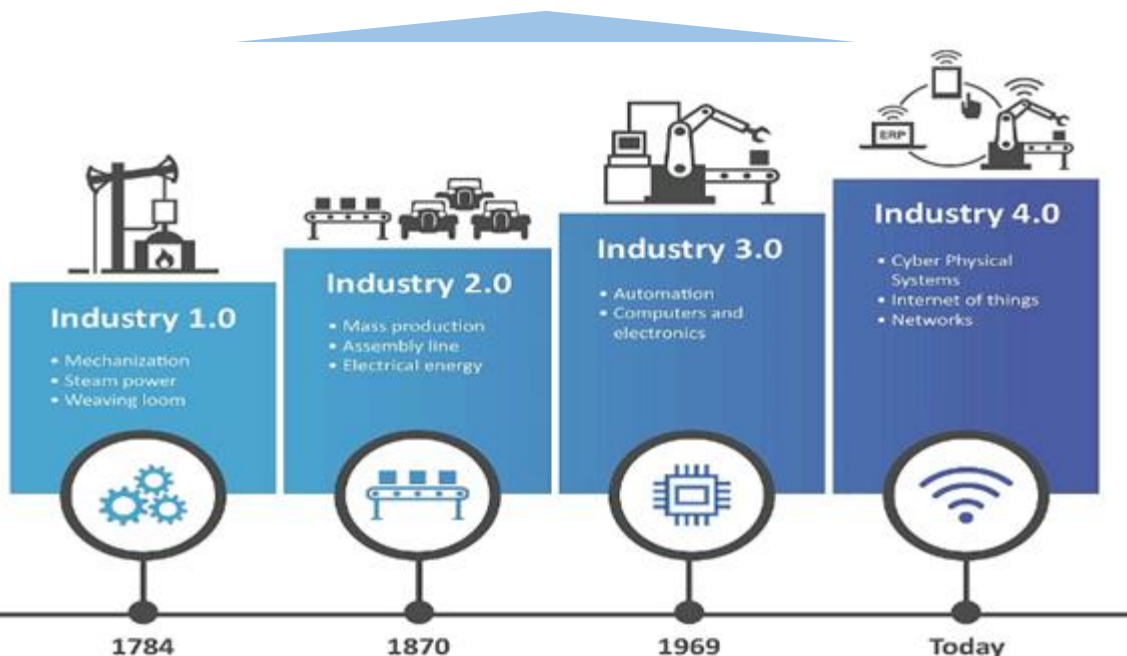 ERP
Industry 1.0
• Mechanization
• Steam power
• Weaving loom
Industry 2.0
• Mass production
• Assembly line
• Electrical energy
Industry 3.0
• Automation
• Computers and
electronics
Industry 4.0
• Cyber Physical
Systems
• Internet of things
• Networks
1784
1870
1969
Today